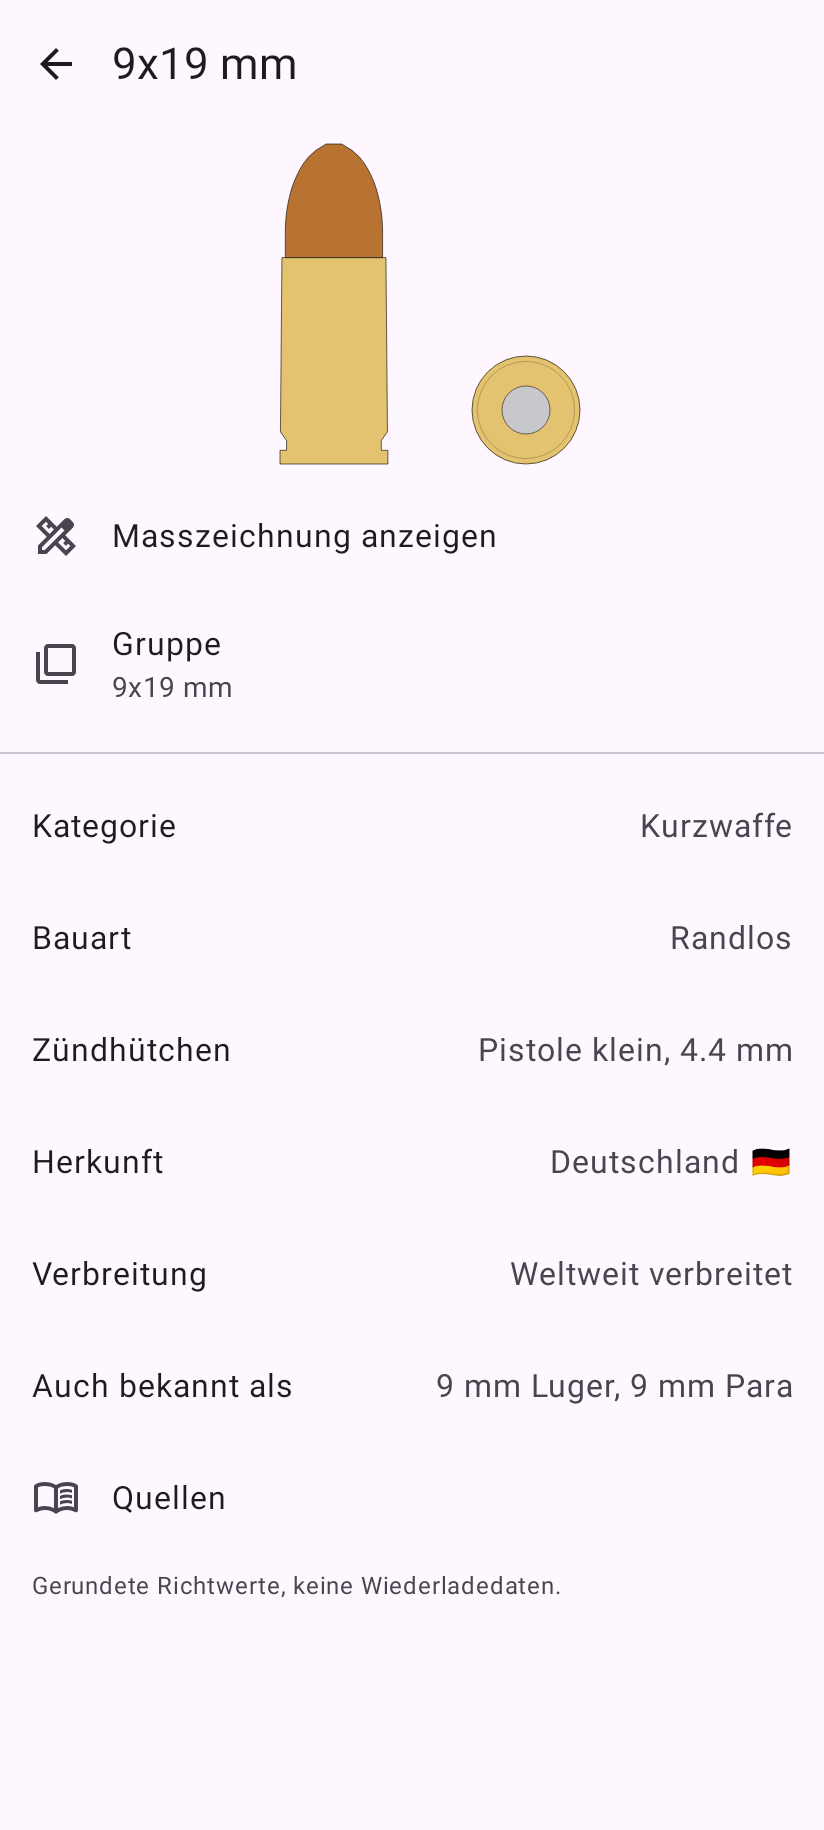 9x19 mm
Masszeichnung anzeigen
Gruppe
9x19 mm
Kategorie Kurzwaffe
Bauart Randlos
Zündhütchen Pistole klein, 4.4 mm
Herkunft Deutschland 🇩🇪
Verbreitung Weltweit verbreitet
Auch bekannt als 9 mm Luger, 9 mm Para
Quellen
Gerundete Richtwerte, keine Wiederladedaten.